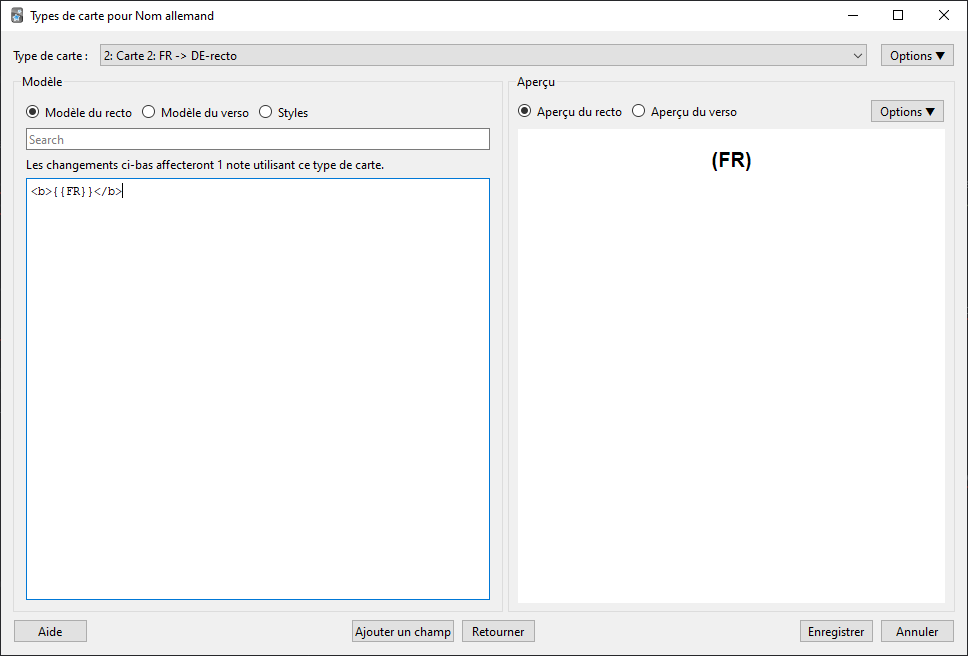 Types de carte pour Nom allemand
Type de carte : 2: Carte 2: FR -> DE-recto Options ▼
Modèle
Modèle du recto Modèle du verso Styles
Search
Les changements ci-bas affecteront 1 note utilisant ce type de carte.
<b>{{FR}}</b>
Aperçu
Aperçu du recto Aperçu du verso Options ▼
(FR)
Aide Ajouter un champ Retourner Enregistrer Annuler